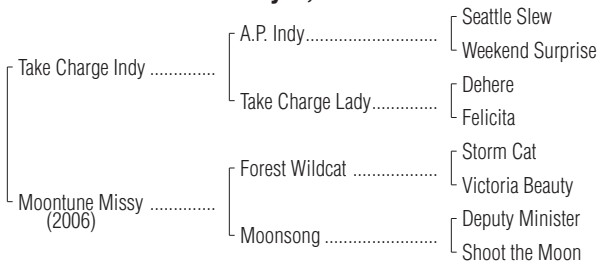 Seattle Slew
A.P. Indy..............................
Weekend Surprise
Take Charge Indy ...............
Dehere
Take Charge Lady...............
Felicita
Storm Cat
Forest Wildcat ...................
Victoria Beauty
Moontune Missy ...............
(2006)
Deputy Minister
Moonsong ..........................
Shoot the Moon